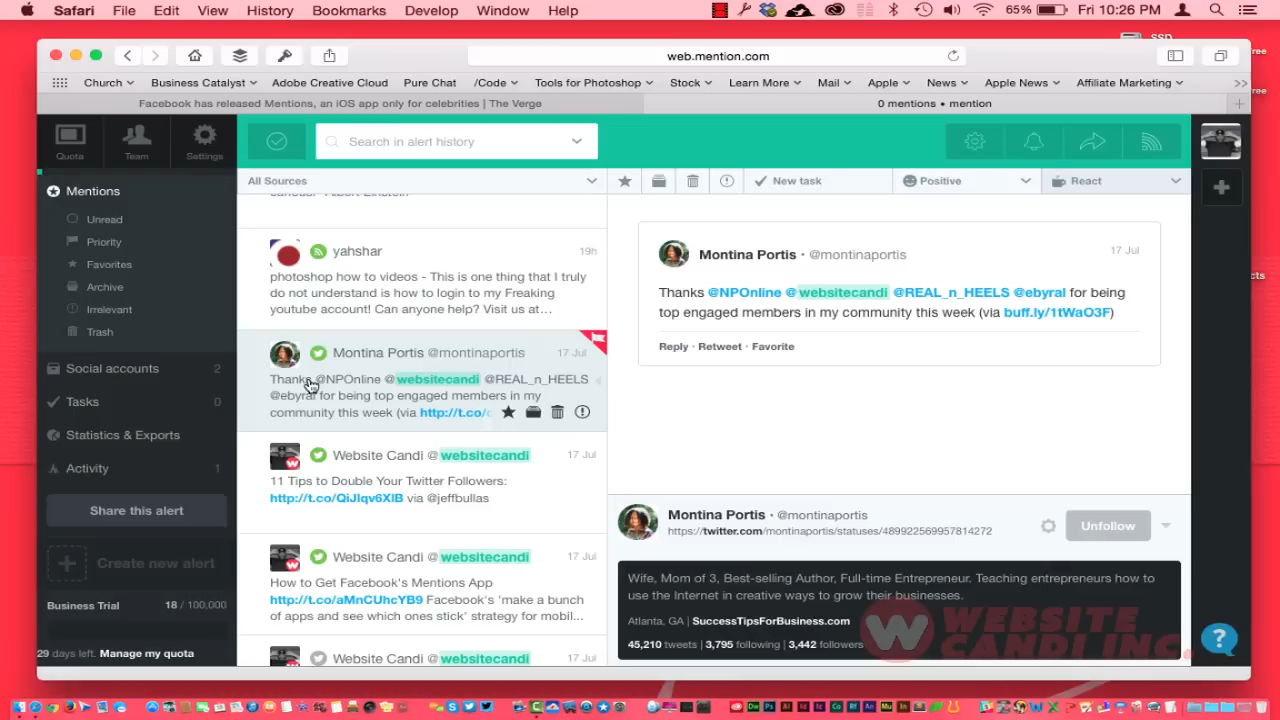 Safari File Edit View History Bookmarks Develop Window Help 65% Fri 10:26 PM
SSD
web.mention.com
Church Business Catalyst Adobe Creative Cloud Pure Chat /Code Tools for Photoshop Stock Learn More Mail Apple News Apple News Affiliate Marketing >>
Facebook has released Mentions, an iOS app only for celebrities | The Verge
0 mentions • mention
Quota Team Settings
Search in alert history
All Sources
New task
Positive
React
Mentions
Unread
Priority
Favorites
Archive
Irrelevant
Trash
Social accounts 2
Tasks 0
Statistics & Exports
Activity 1
Share this alert
Create new alert
Business Trial 18 / 100,000
29 days left. Manage my quota
yahshar 19h
photoshop how to videos - This is one thing that I truly
do not understand is how to login to my Freaking
youtube account! Can anyone help? Visit us at...
Montina Portis @montinaportis 17 Jul
Thanks @NPOnline @websitecandi @REAL_n_HEELS
@ebyral for being top engaged members in my
community this week (via http://t.co/
Website Candi @websitecandi 17 Jul
11 Tips to Double Your Twitter Followers:
http://t.co/QiJlqv6XlB via @jeffbullas
Website Candi @websitecandi 17 Jul
How to Get Facebook's Mentions App
http://t.co/aMnCUhcYB9 Facebook's 'make a bunch
of apps and see which ones stick' strategy for mobil...
Website Candi @websitecandi 17 Jul
Montina Portis • @montinaportis 17 Jul
Thanks @NPOnline @websitecandi @REAL_n_HEELS @ebyral for being
top engaged members in my community this week (via buff.ly/1tWaO3F)
Reply • Retweet • Favorite
Montina Portis • @montinaportis
https://twitter.com/montinaportis/statuses/489922569957814272
Unfollow
Wife, Mom of 3, Best-selling Author, Full-time Entrepreneur. Teaching entrepreneurs how to
use the Internet in creative ways to grow their businesses.
Atlanta, GA | SuccessTipsForBusiness.com
45,210 tweets | 3,795 following | 3,442 followers
WEBSITE
CANDI INC.